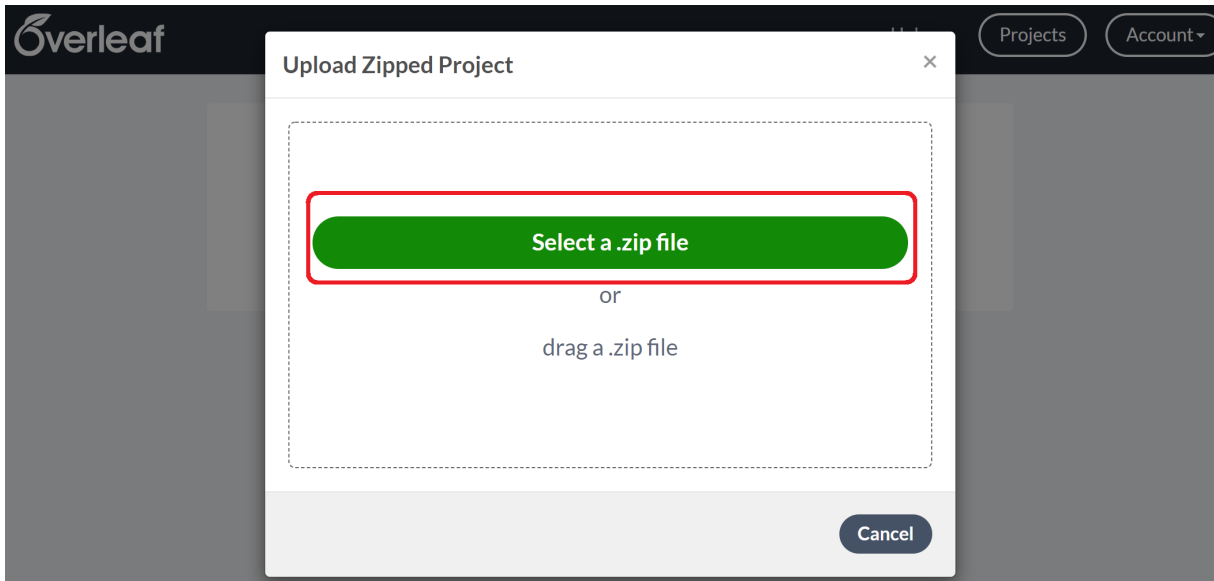 Overleaf
Projects
Account
Upload Zipped Project
×
Select a .zip file
or
drag a .zip file
Cancel